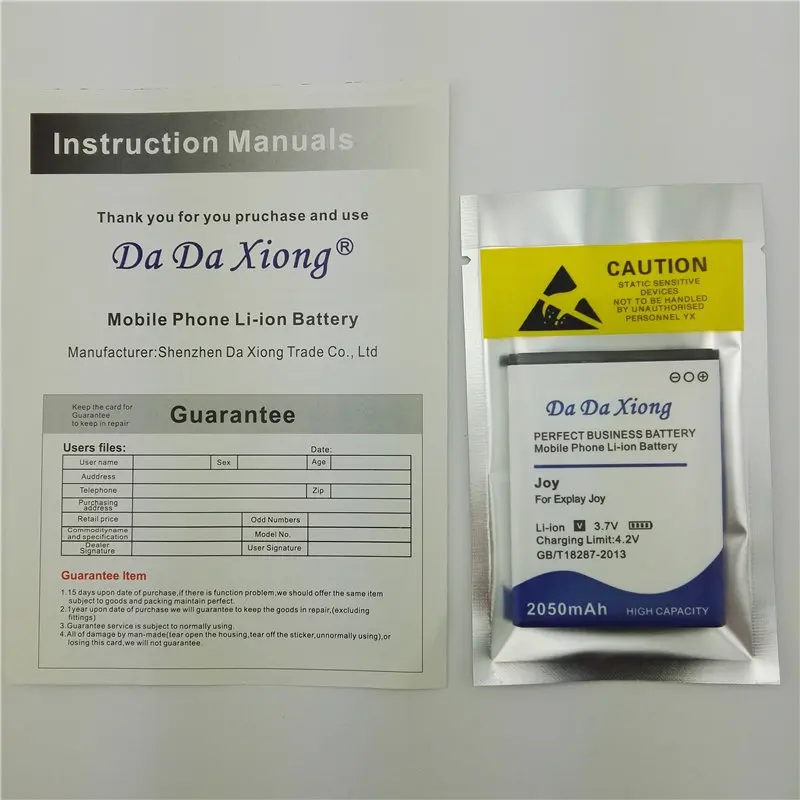 Instruction Manuals
Thank you for you pruchase and use
Da Da Xiong®
Mobile Phone Li-ion Battery
Manufacturer:Shenzhen Da Xiong Trade Co., Ltd
Keep the card for
Guarantee
to keep in repair
Guarantee
Users files:
Date:
User name
Sex
Age
Auddress
Telephone
Zip
Purchasing
address
Retail price
Odd Numbers
Commodityname
and specification
Model No.
Dealer
Signature
User Signature
Guarantee Item
1.15 days upon date of purchase,if there is function problem,we should offer the same item
subject to goods and packing maintain perfect.
2.1year upon date of purchase we will guarantee to keep the goods in repair,(excluding
fittings)
3.Guarantee service is subject to normally using.
4.All of damage by man-made(tear open the housing,tear off the sticker,unnormally using),or
losing this card,we will not guarantee.
CAUTION
STATIC SENSITIVE
DEVICES
NOT TO BE HANDLED
BY UNAUTHORISED
PERSONNEL YX
Da Da Xiong
PERFECT BUSINESS BATTERY
Mobile Phone Li-ion Battery
Joy
For Explay Joy
Li-ion V 3.7V
Charging Limit:4.2V
GB/T18287-2013
2050mAh HIGH CAPACITY